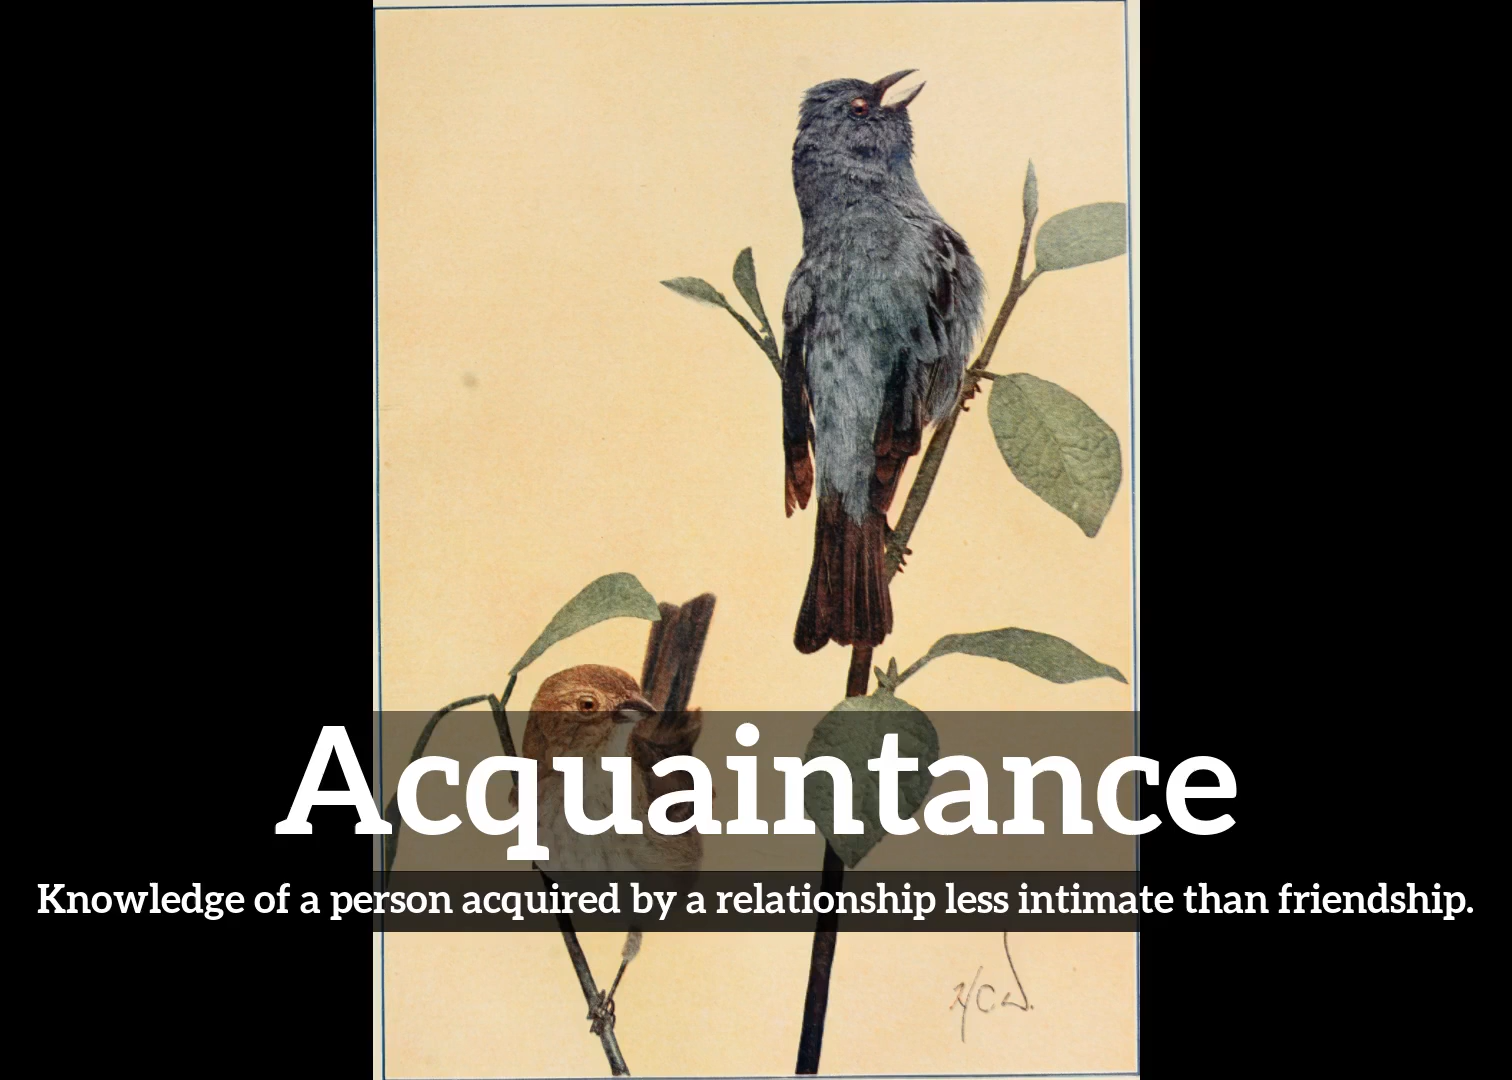 Acquaintance
Knowledge of a person acquired by a relationship less intimate than friendship.
H.C.D.